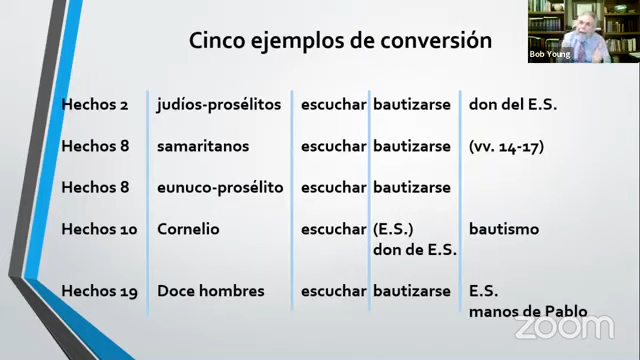 Cinco ejemplos de conversión
Bob Young
Hechos 2 judíos-prosélitos escuchar bautizarse don del E.S.
Hechos 8 samaritanos escuchar bautizarse (vv. 14-17)
Hechos 8 eunuco-prosélito escuchar bautizarse
Hechos 10 Cornelio escuchar (E.S.) bautismo
don de E.S.
Hechos 19 Doce hombres escuchar bautizarse E.S.
manos de Pablo
zoom